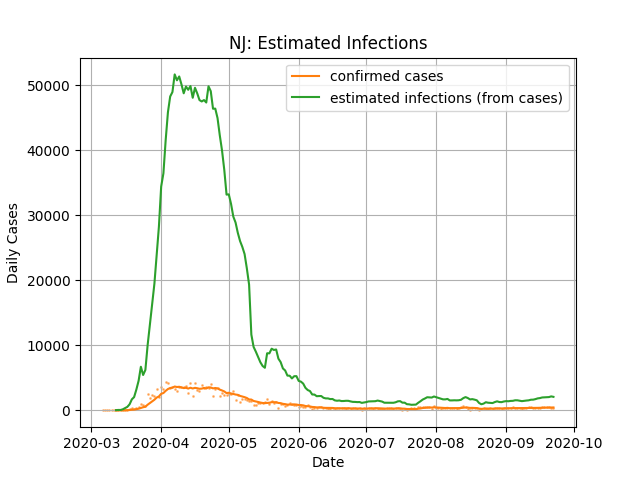 NJ: Estimated Infections
confirmed cases
estimated infections (from cases)
Daily Cases
50000
40000
30000
20000
10000
0
2020-03
2020-04
2020-05
2020-06
2020-07
2020-08
2020-09
2020-10
Date